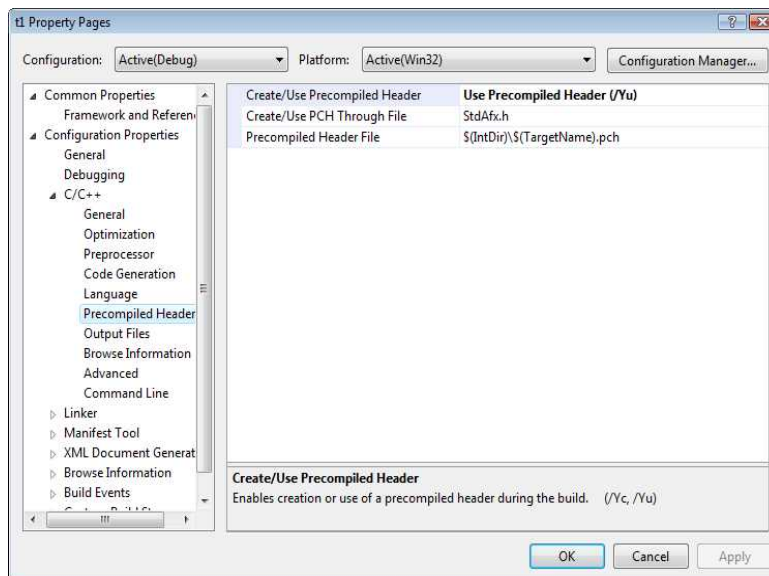 t1 Property Pages
Configuration: Active(Debug) Platform: Active(Win32) Configuration Manager...
Common Properties
Framework and Referen
Configuration Properties
General
Debugging
C/C++
General
Optimization
Preprocessor
Code Generation
Language
Precompiled Header
Output Files
Browse Information
Advanced
Command Line
Linker
Manifest Tool
XML Document Generat
Browse Information
Build Events
Create/Use Precompiled Header Use Precompiled Header (/Yu)
Create/Use PCH Through File StdAfx.h
Precompiled Header File $(IntDir)\$(TargetName).pch
Create/Use Precompiled Header
Enables creation or use of a precompiled header during the build. (/Yc, /Yu)
OK Cancel Apply